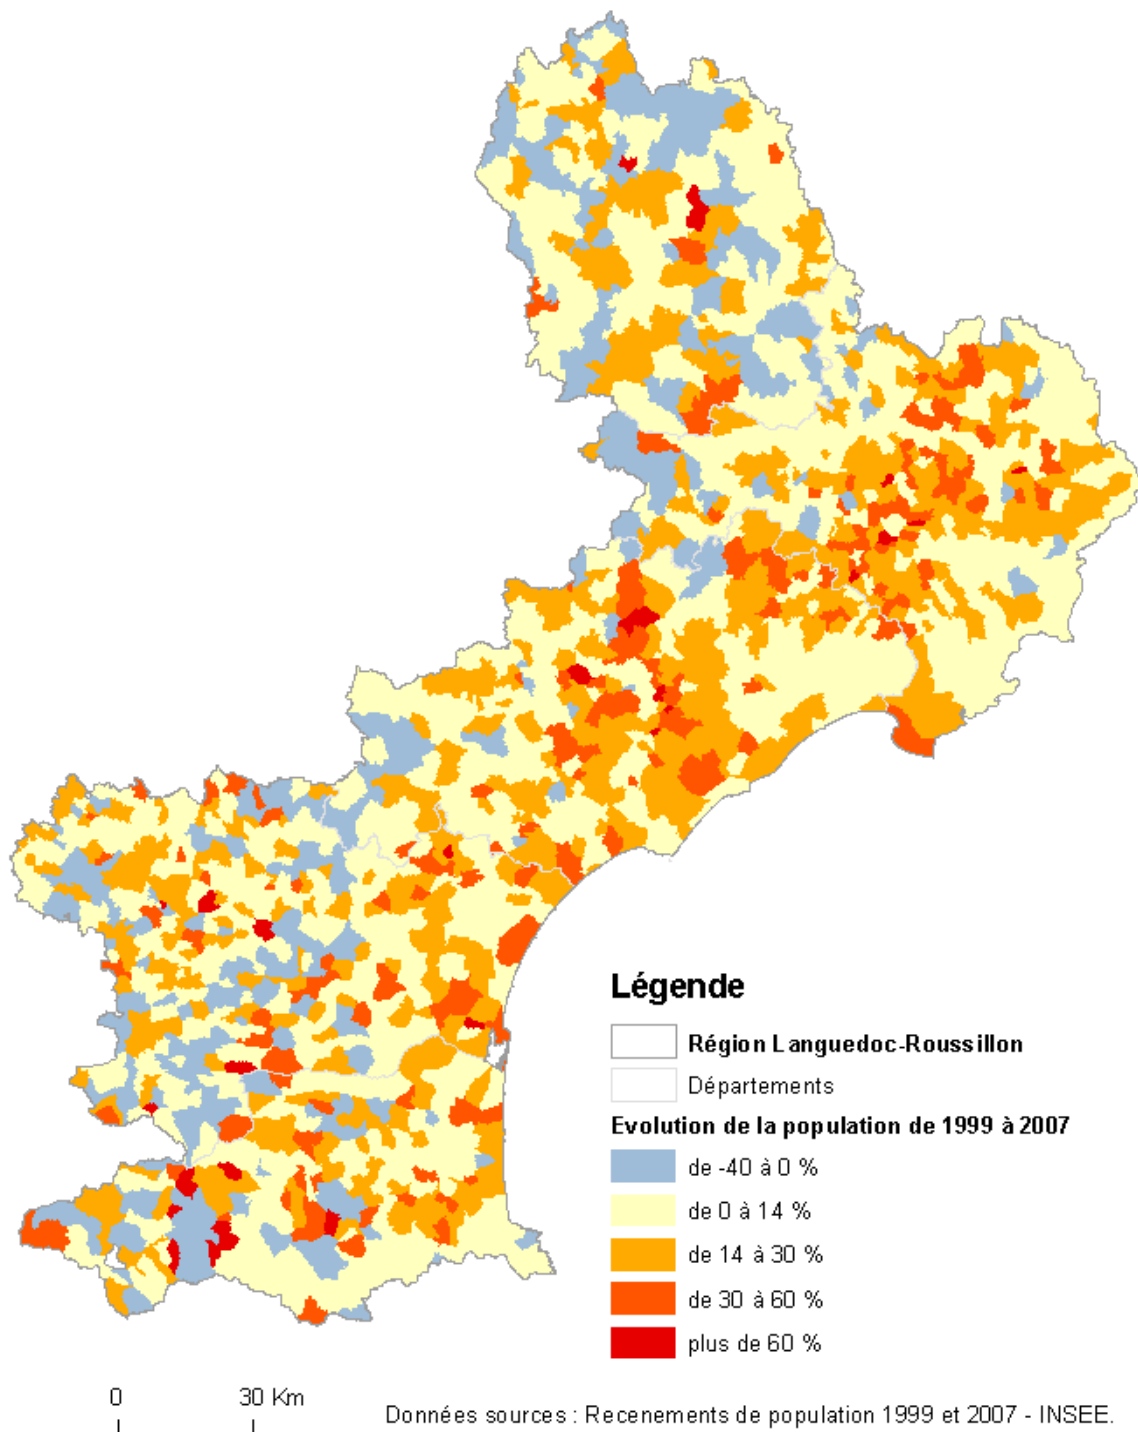 Légende
Région Languedoc-Roussillon
Départements
Evolution de la population de 1999 à 2007
de -40 à 0 %
de 0 à 14 %
de 14 à 30 %
de 30 à 60 %
plus de 60 %
0 30 Km
Données sources : Recenements de population 1999 et 2007 - INSEE.